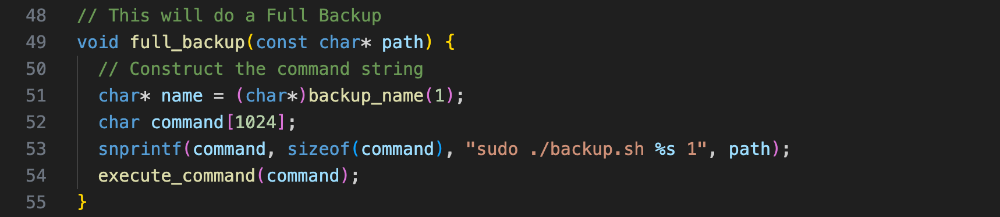 48 // This will do a Full Backup
49 void full_backup(const char* path) {
50   // Construct the command string
51   char* name = (char*)backup_name(1);
52   char command[1024];
53   snprintf(command, sizeof(command), "sudo ./backup.sh %s 1", path);
54   execute_command(command);
55 }